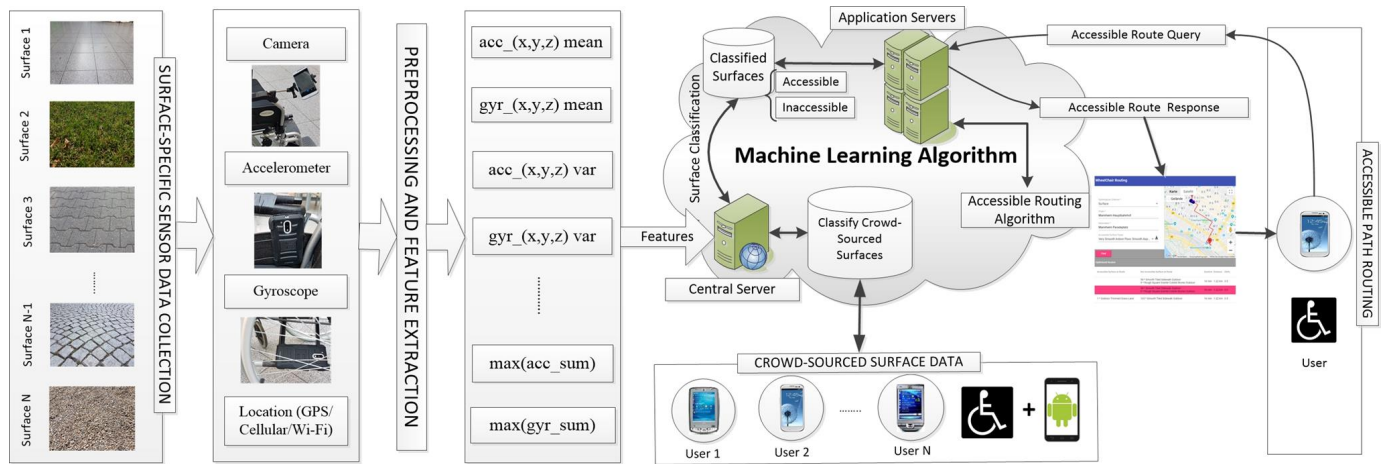 Surface 1
Surface 2
Surface 3
Surface N-1
Surface N
SURFACE-SPECIFIC SENSOR DATA COLLECTION
Camera
Accelerometer
Gyroscope
Location (GPS/
Cellular/Wi-Fi)
PREPROCESSING AND FEATURE EXTRACTION
acc_(x,y,z) mean
gyr_(x,y,z) mean
acc_(x,y,z) var
gyr_(x,y,z) var
max(acc_sum)
max(gyr_sum)
Features
Application Servers
Classified
Surfaces
Accessible
Inaccessible
Surface Classification
Machine Learning Algorithm
Central Server
Classify Crowd-
Sourced
Surfaces
Accessible Routing
Algorithm
Accessible Route Query
Accessible Route Response
CROWD-SOURCED SURFACE DATA
User 1
User 2
........
User N
+
User
ACCESSIBLE PATH ROUTING